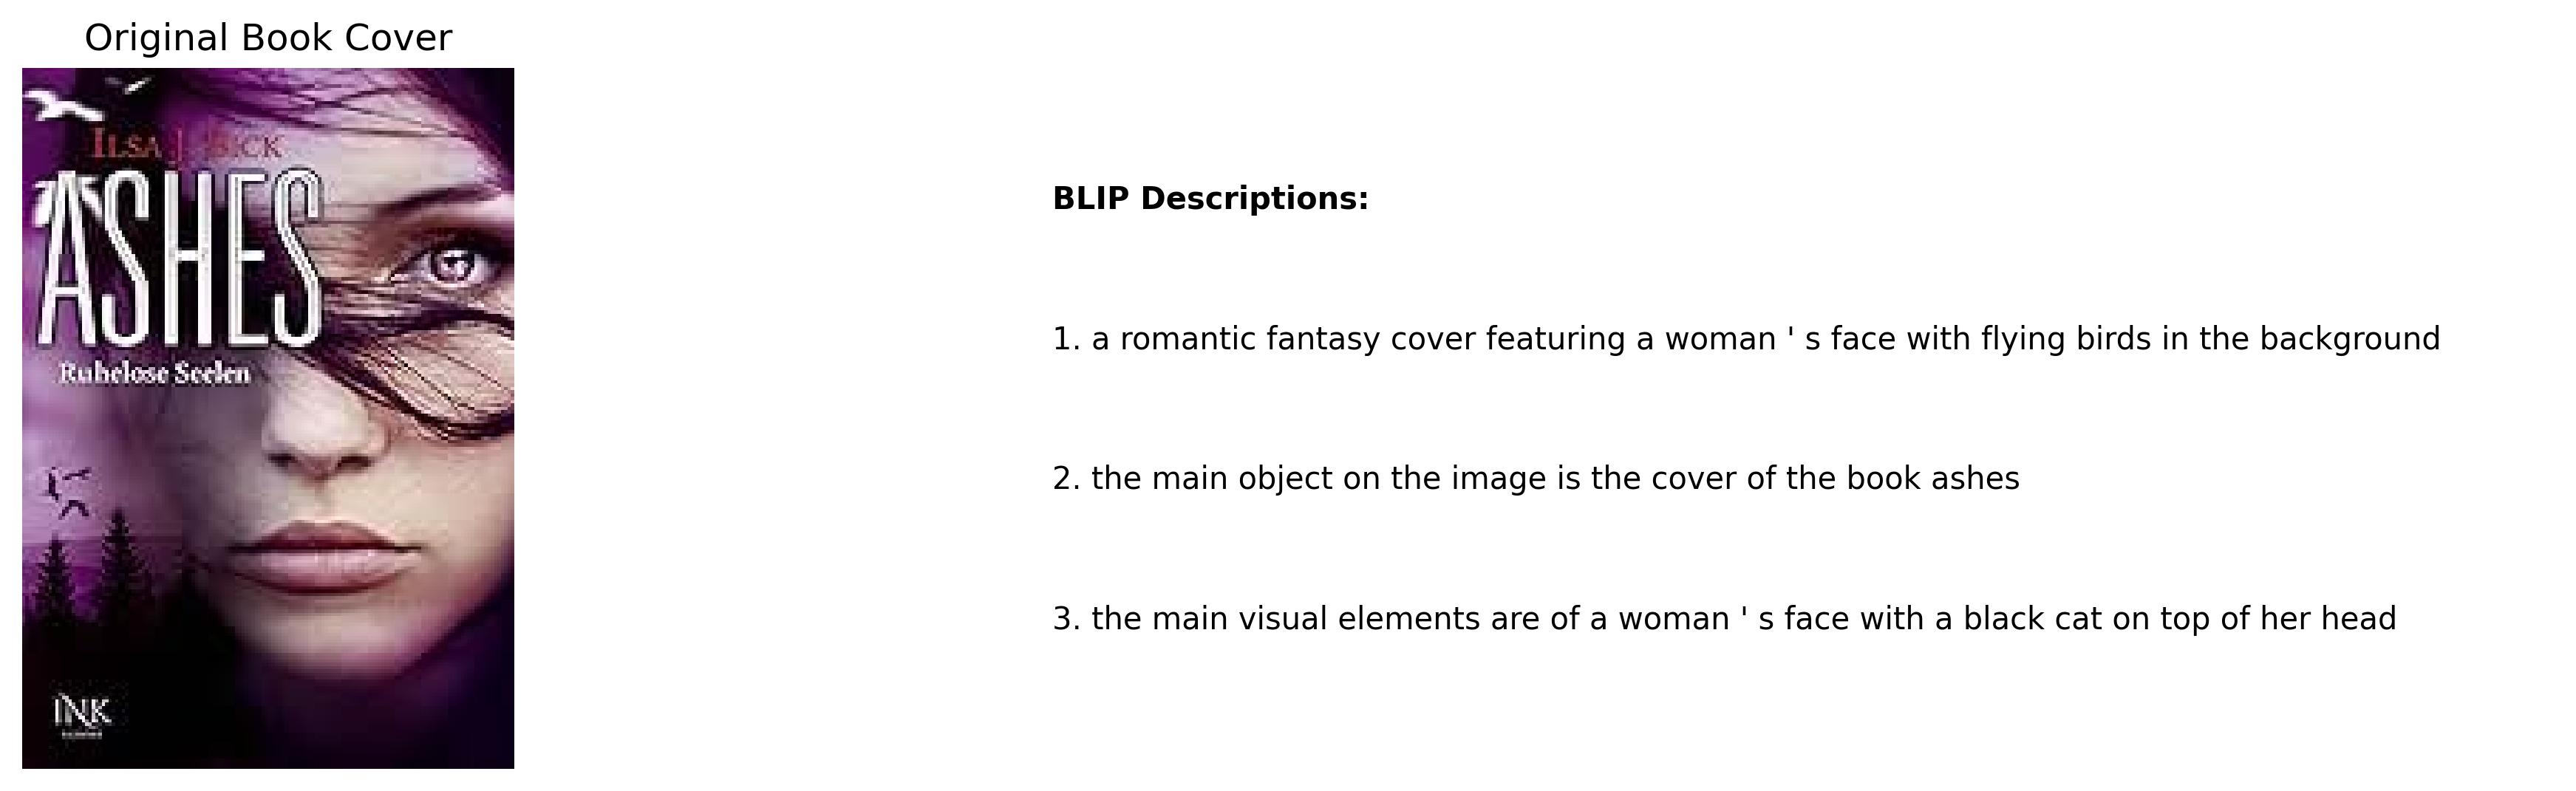 Original Book Cover
ILSA J. BICK
ASHES
Ruhelose Seelen
INK
BLIP Descriptions:
1. a romantic fantasy cover featuring a woman ' s face with flying birds in the background
2. the main object on the image is the cover of the book ashes
3. the main visual elements are of a woman ' s face with a black cat on top of her head